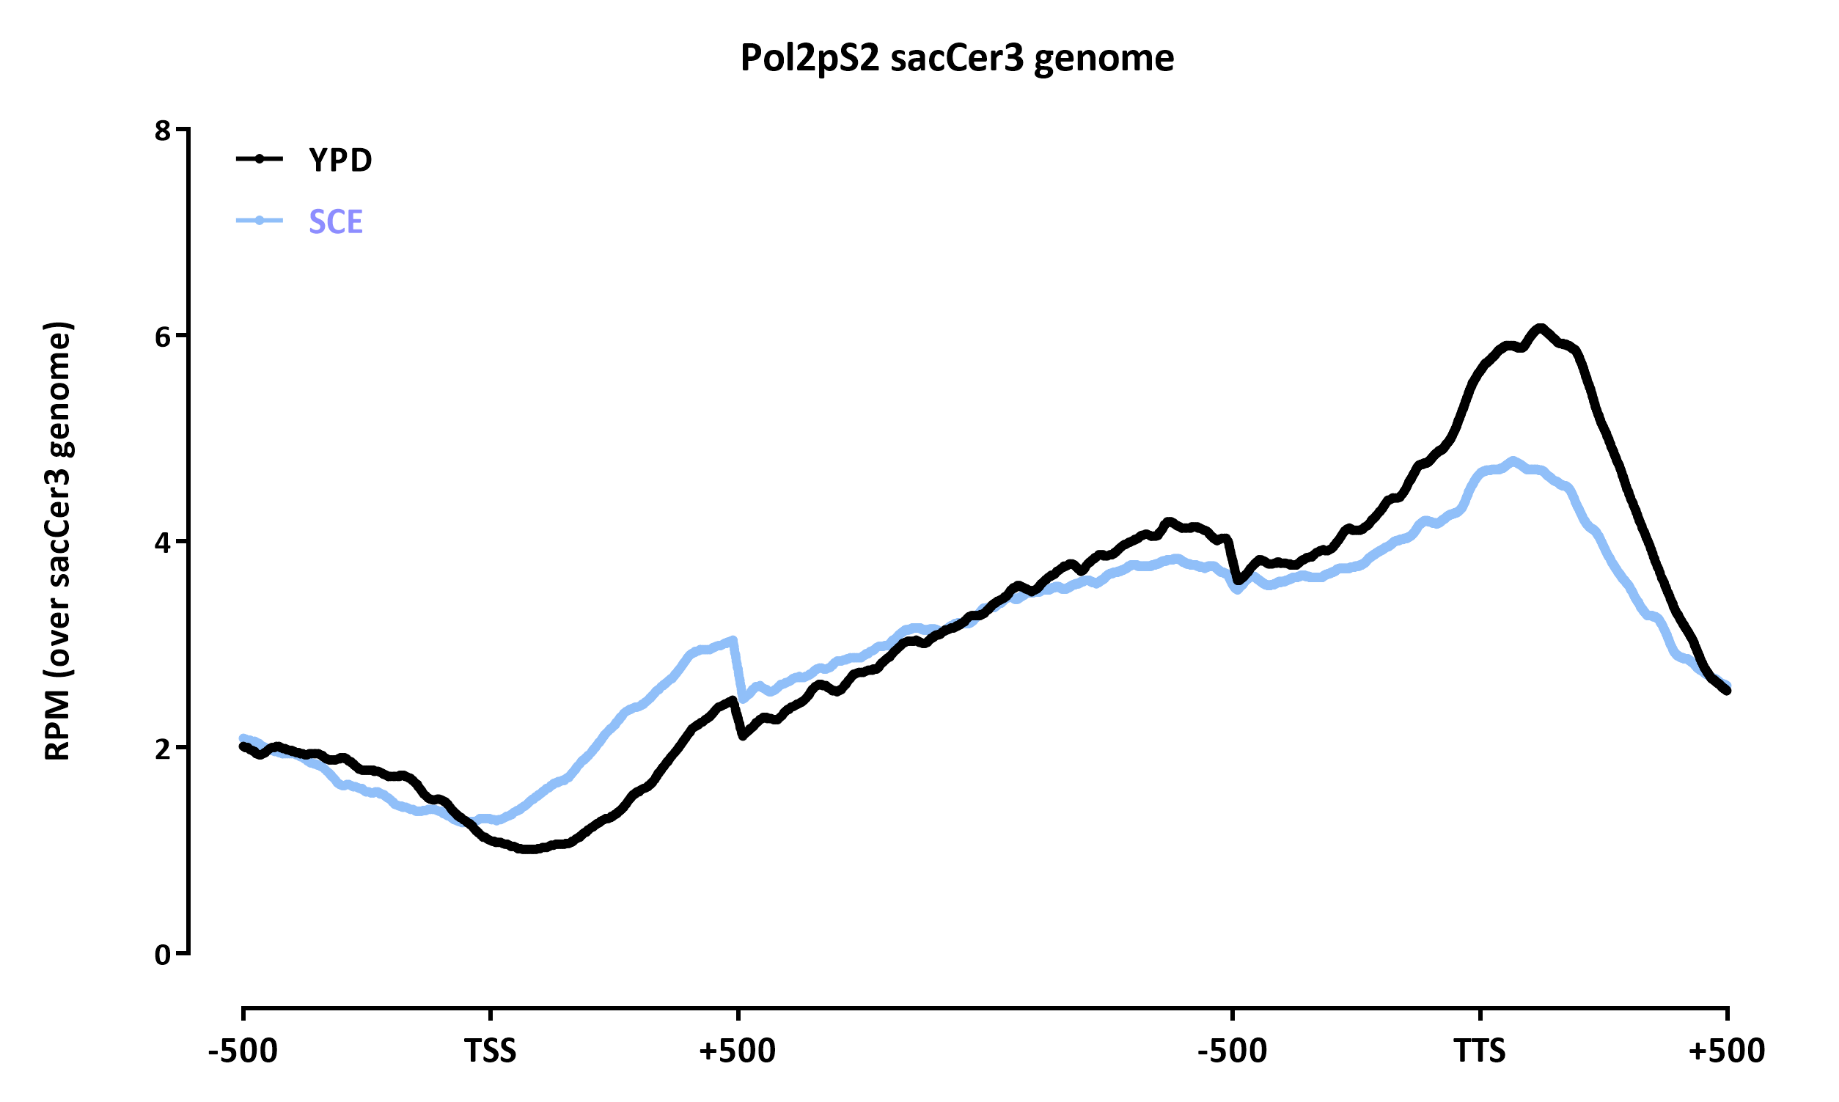 Pol2pS2 sacCer3 genome
8
YPD
SCE
6
4
2
0
RPM (over sacCer3 genome)
-500 TSS +500 -500 TTS +500